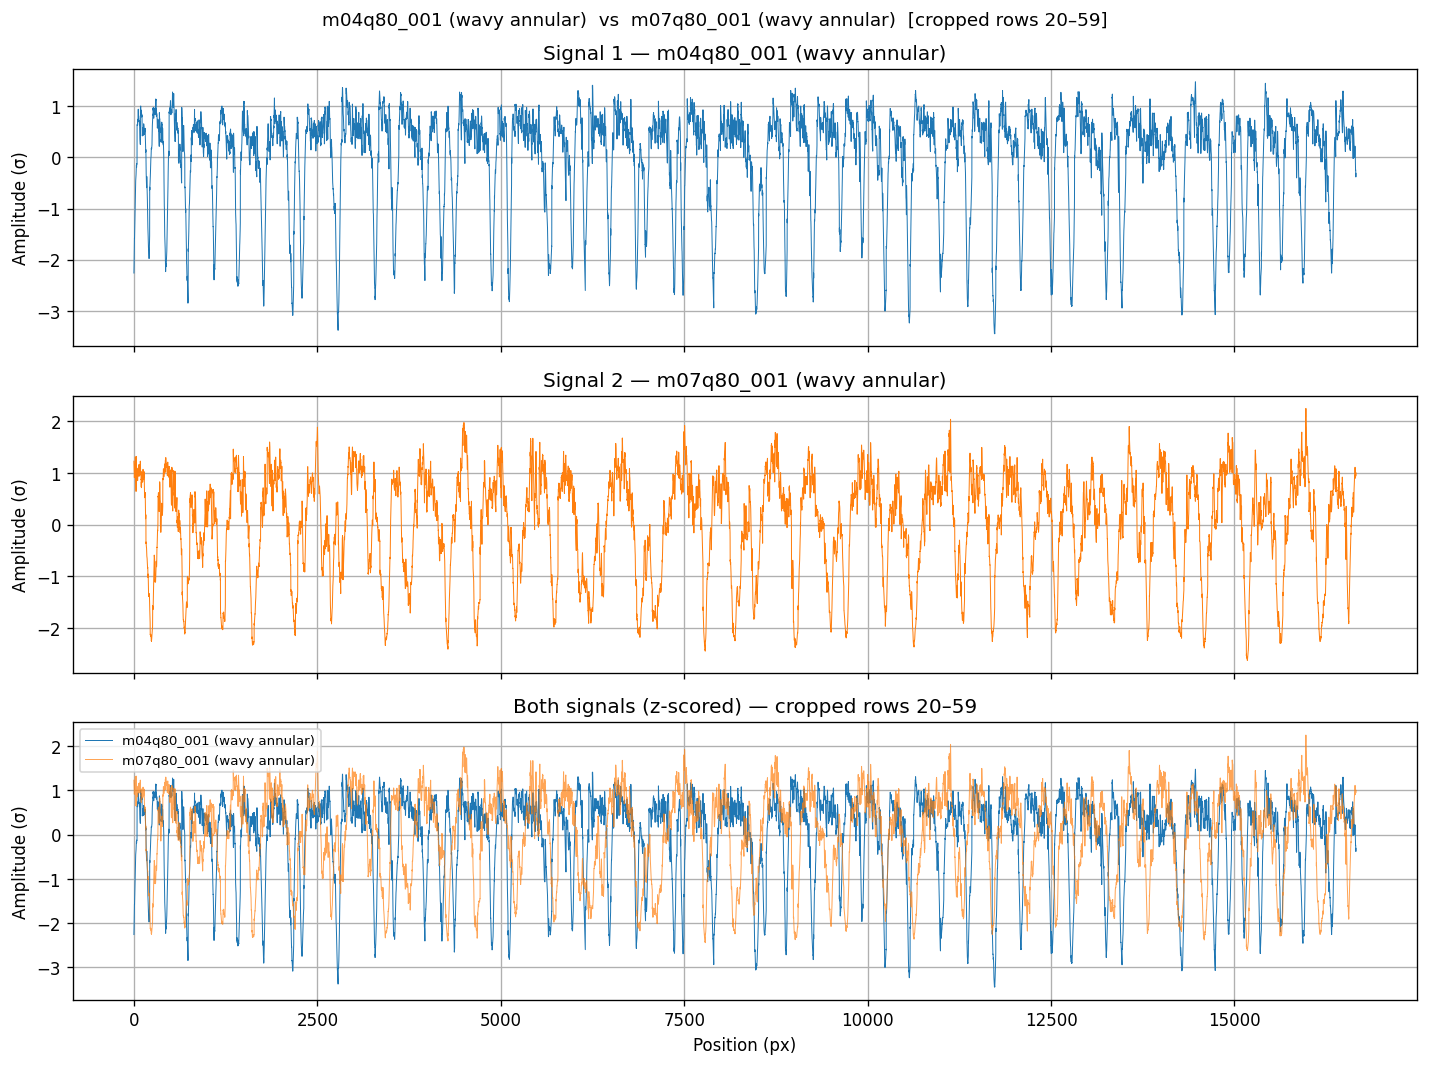 m04q80_001 (wavy annular)  vs  m07q80_001 (wavy annular)  [cropped rows 20–59]
Signal 1 — m04q80_001 (wavy annular)
Amplitude (σ)
1
0
−1
−2
−3
Signal 2 — m07q80_001 (wavy annular)
Amplitude (σ)
2
1
0
−1
−2
Both signals (z-scored) — cropped rows 20–59
m04q80_001 (wavy annular)
m07q80_001 (wavy annular)
Amplitude (σ)
2
1
0
−1
−2
−3
0 2500 5000 7500 10000 12500 15000
Position (px)